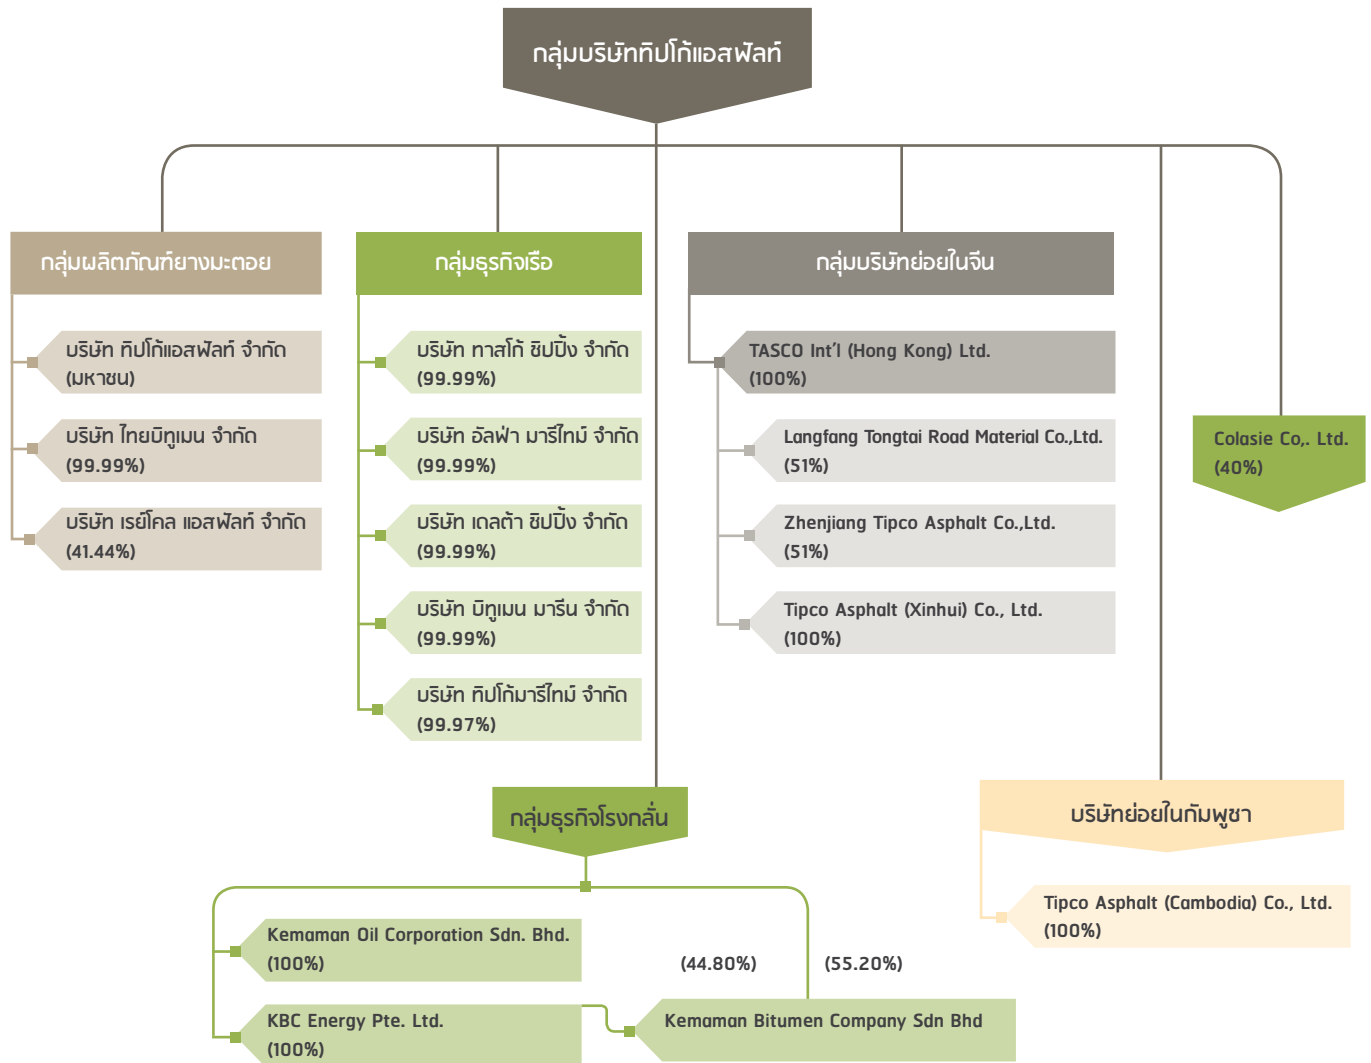 กลุ่มบริษัททิปโก้แอสฟัลท์
กลุ่มผลิตภัณฑ์ยางมะตอย
บริษัท ทิปโก้แอสฟัลท์ จำกัด
(มหาชน)
บริษัท ไทยบิทูเมน จำกัด
(99.99%)
บริษัท เรย์โคล แอสฟัลท์ จำกัด
(41.44%)
กลุ่มธุรกิจเรือ
บริษัท ทาสโก้ ชิปปิ้ง จำกัด
(99.99%)
บริษัท อัลฟ่า มารีไทม์ จำกัด
(99.99%)
บริษัท เดลต้า ชิปปิ้ง จำกัด
(99.99%)
บริษัท บิทูเมน มารีน จำกัด
(99.99%)
บริษัท ทิปโก้มารีไทม์ จำกัด
(99.97%)
กลุ่มบริษัทย่อยในจีน
TASCO Int'l (Hong Kong) Ltd.
(100%)
Langfang Tongtai Road Material Co.,Ltd.
(51%)
Zhenjiang Tipco Asphalt Co.,Ltd.
(51%)
Tipco Asphalt (Xinhui) Co., Ltd.
(100%)
Colasie Co,. Ltd.
(40%)
กลุ่มธุรกิจโรงกลั่น
Kemaman Oil Corporation Sdn. Bhd.
(100%)
KBC Energy Pte. Ltd.
(100%)
(44.80%)
(55.20%)
Kemaman Bitumen Company Sdn Bhd
บริษัทย่อยในกัมพูชา
Tipco Asphalt (Cambodia) Co., Ltd.
(100%)